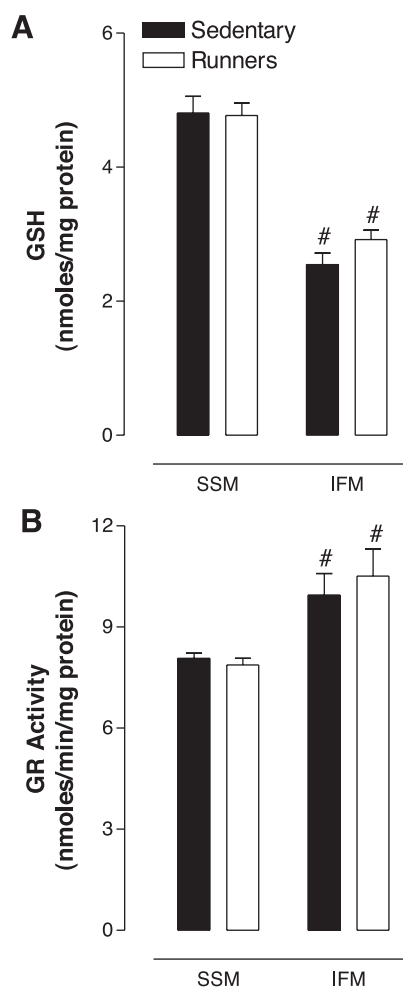 A
Sedentary
Runners
GSH
(nmoles/mg protein)
6
4
2
0
#
#
SSM
IFM
B
GR Activity
(nmoles/min/mg protein)
12
9
6
3
0
#
#
SSM
IFM